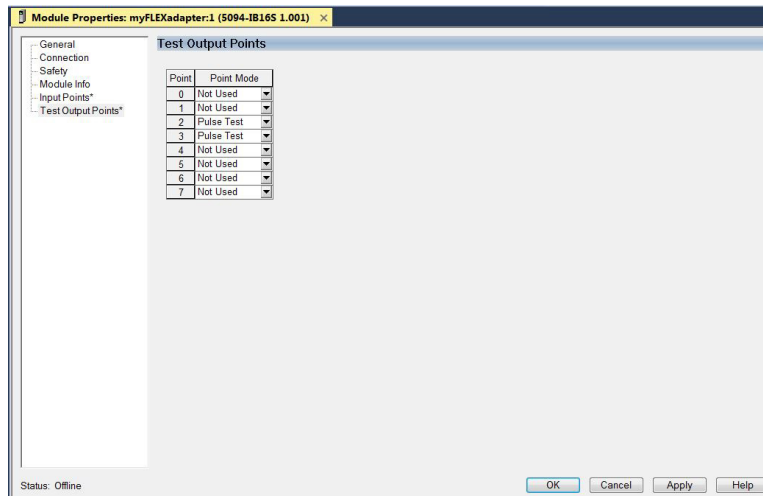 Module Properties: myFLEXadapter:1 (5094-IB16S 1.001) ×
General
Connection
Safety
Module Info
Input Points*
Test Output Points*
Test Output Points
Point Point Mode
0 Not Used
1 Not Used
2 Pulse Test
3 Pulse Test
4 Not Used
5 Not Used
6 Not Used
7 Not Used
Status: Offline
OK Cancel Apply Help